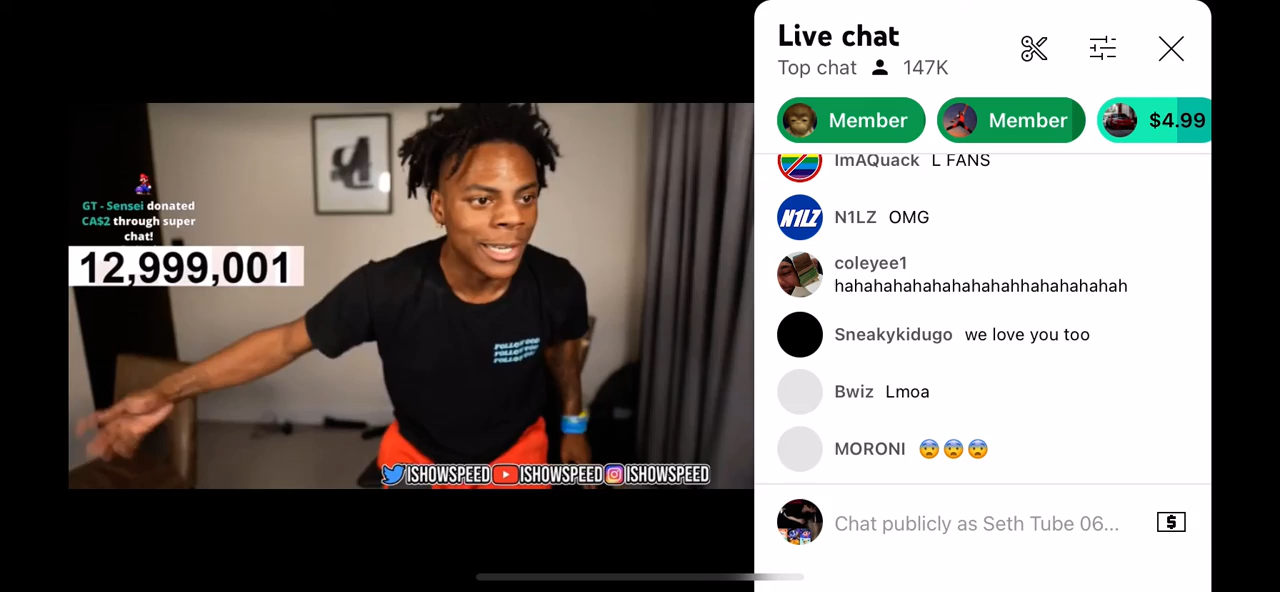 Live chat
Top chat 147K
Member Member $4.99
ImAQuack L FANS
N1LZ N1LZ OMG
coleyee1
hahahahahahahahahahhahahahahah
Sneakykidugo we love you too
Bwiz Lmoa
MORONI 😨😨😨
Chat publicly as Seth Tube 06...
$
GT - Sensei donated
CA$2 through super
chat!
12,999,001
ISHOWSPEED ISHOWSPEED ISHOWSPEED